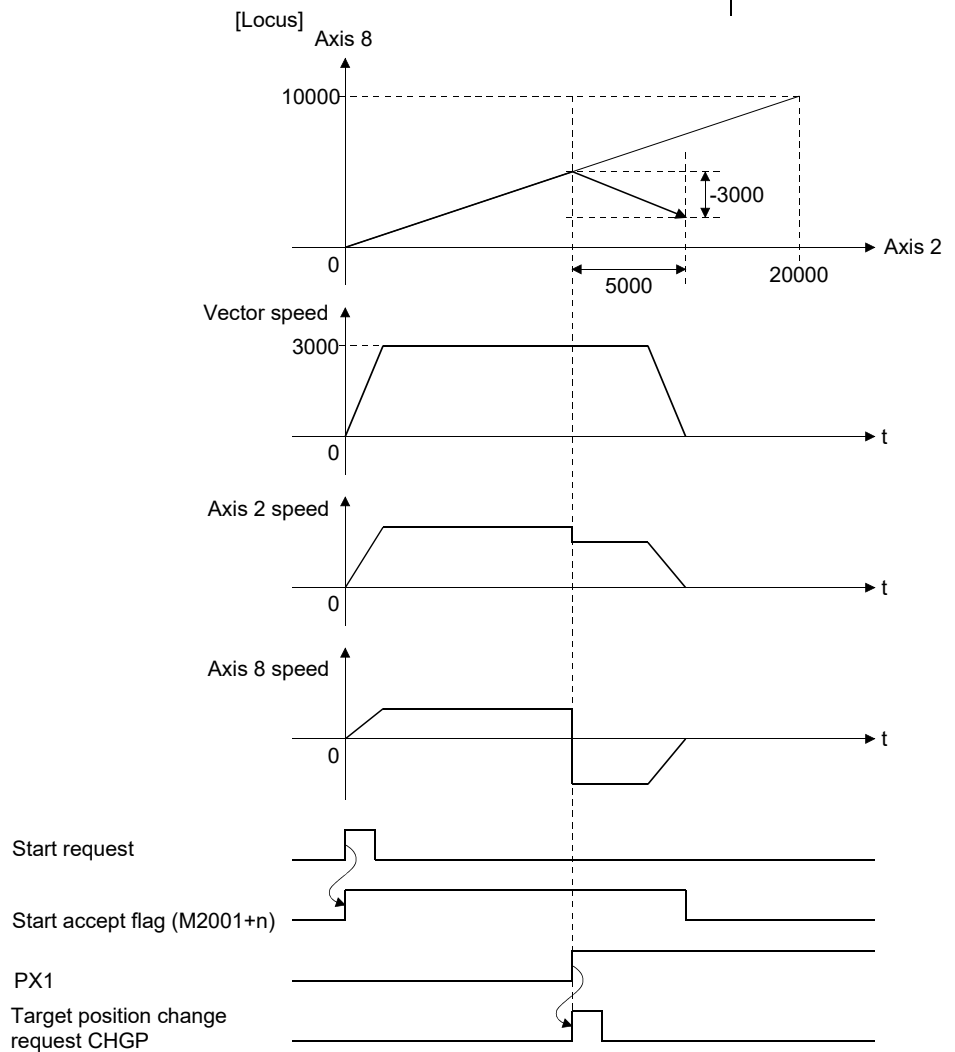 [Locus]
Axis 8
10000
-3000
Axis 2
0
20000
5000
Vector speed
3000
t
0
Axis 2 speed
t
0
Axis 8 speed
t
0
Start request
Start accept flag (M2001+n)
PX1
Target position change
request CHGP